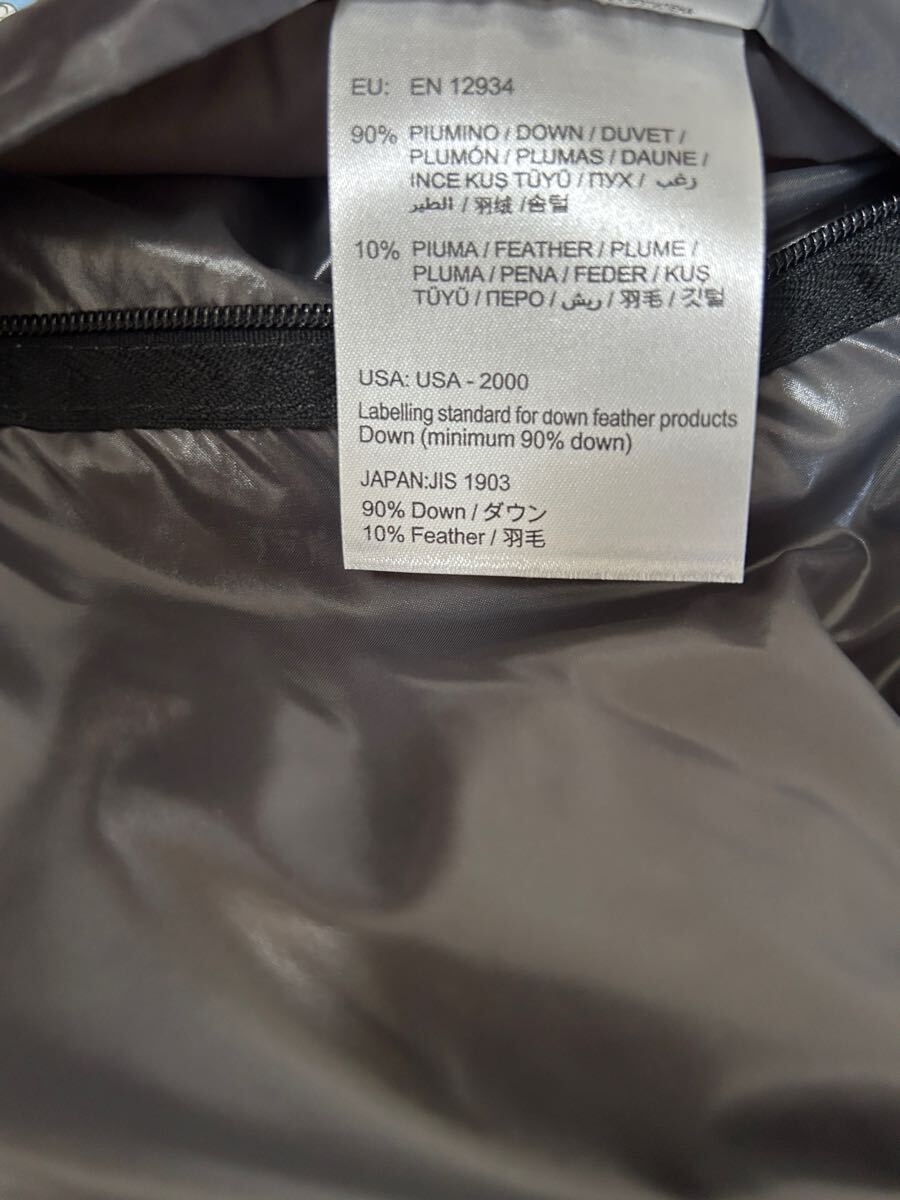 EU: EN 12934
90% PIUMINO / DOWN / DUVET /
PLUMÓN / PLUMAS / DAUNE /
INCE KUŞ TÜYÜ / ПУХ / زغب
الطير / 羽绒 /솜털
10% PIUMA / FEATHER / PLUME /
PLUMA / PENA / FEDER / KUŞ
TÜYÜ / ПЕРО / ريش / 羽毛 / 깃털
USA: USA - 2000
Labelling standard for down feather products
Down (minimum 90% down)
JAPAN:JIS 1903
90% Down / ダウン
10% Feather / 羽毛